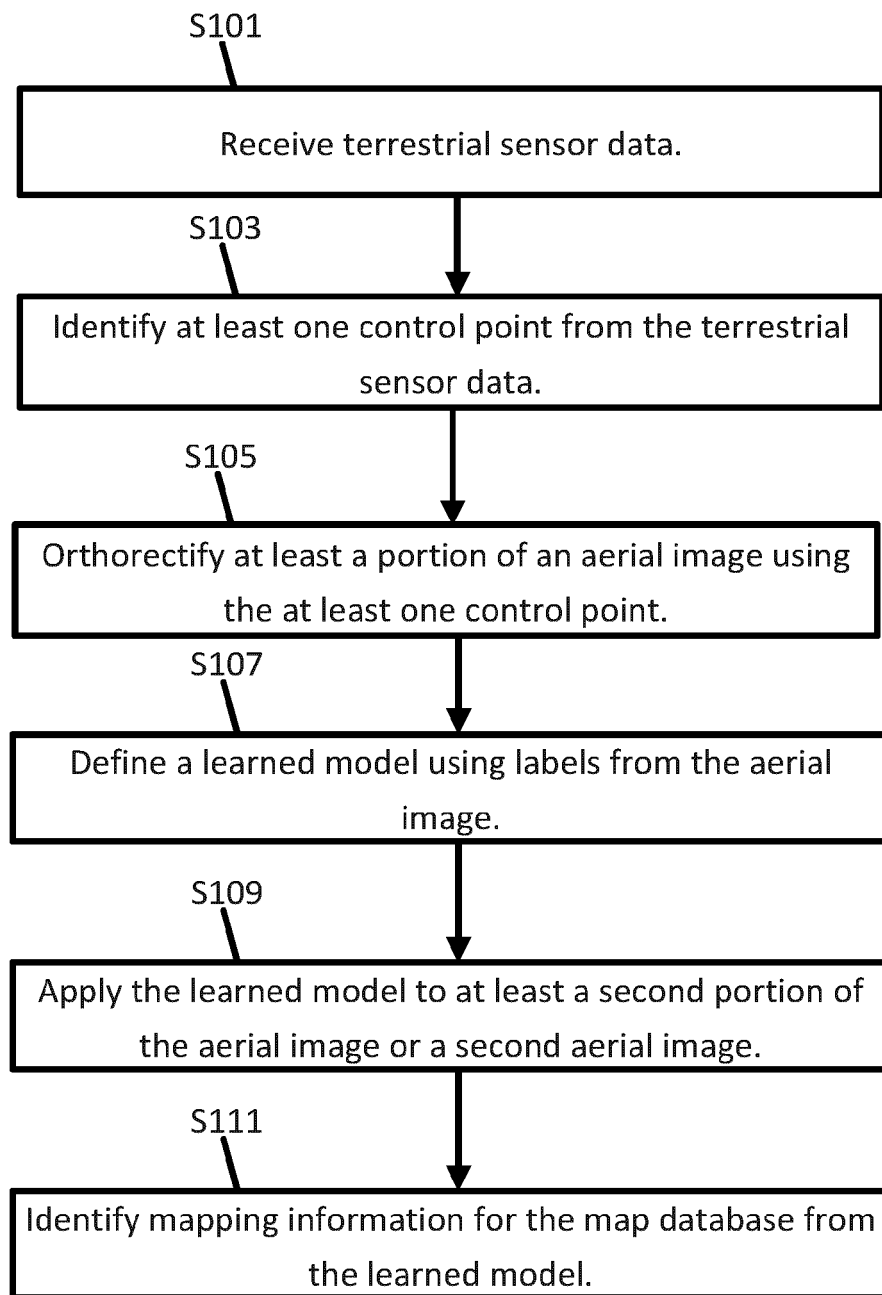 S101
Receive terrestrial sensor data.
S103
Identify at least one control point from the terrestrial
sensor data.
S105
Orthorectify at least a portion of an aerial image using
the at least one control point.
S107
Define a learned model using labels from the aerial
image.
S109
Apply the learned model to at least a second portion of
the aerial image or a second aerial image.
S111
Identify mapping information for the map database from
the learned model.